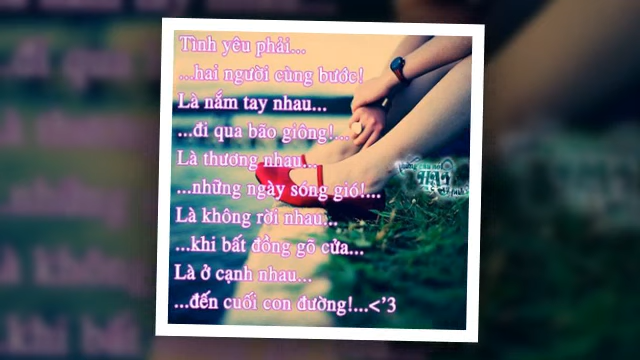 Tình yêu phải...
...hai người cùng bước!
Là nắm tay nhau...
...đi qua bão giông!...
Là thương nhau...
...những ngày sóng gió!...
Là không rời nhau...
...khi bất đồng gõ cửa...
Là ở cạnh nhau...
...đến cuối con đường!...<'3